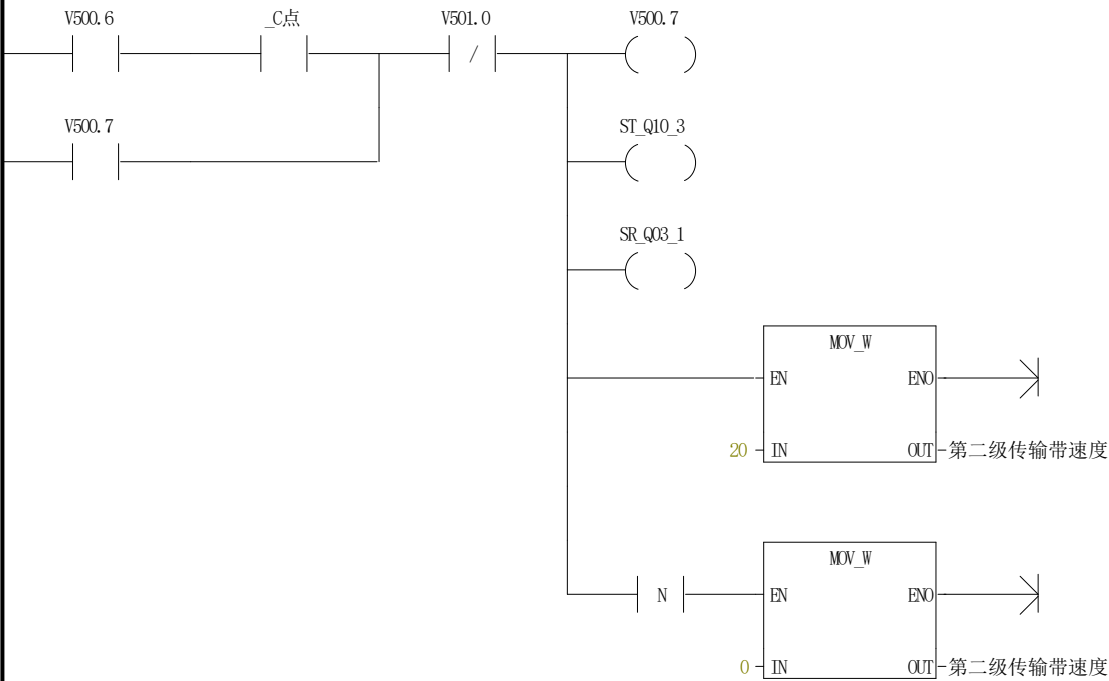 V500.6 _C点 V501.0 V500.7
/
V500.7 ST_Q10_3
SR_Q03_1
MOV_W
EN ENO
20 IN OUT 第二级传输带速度
MOV_W
N EN ENO
0 IN OUT 第二级传输带速度